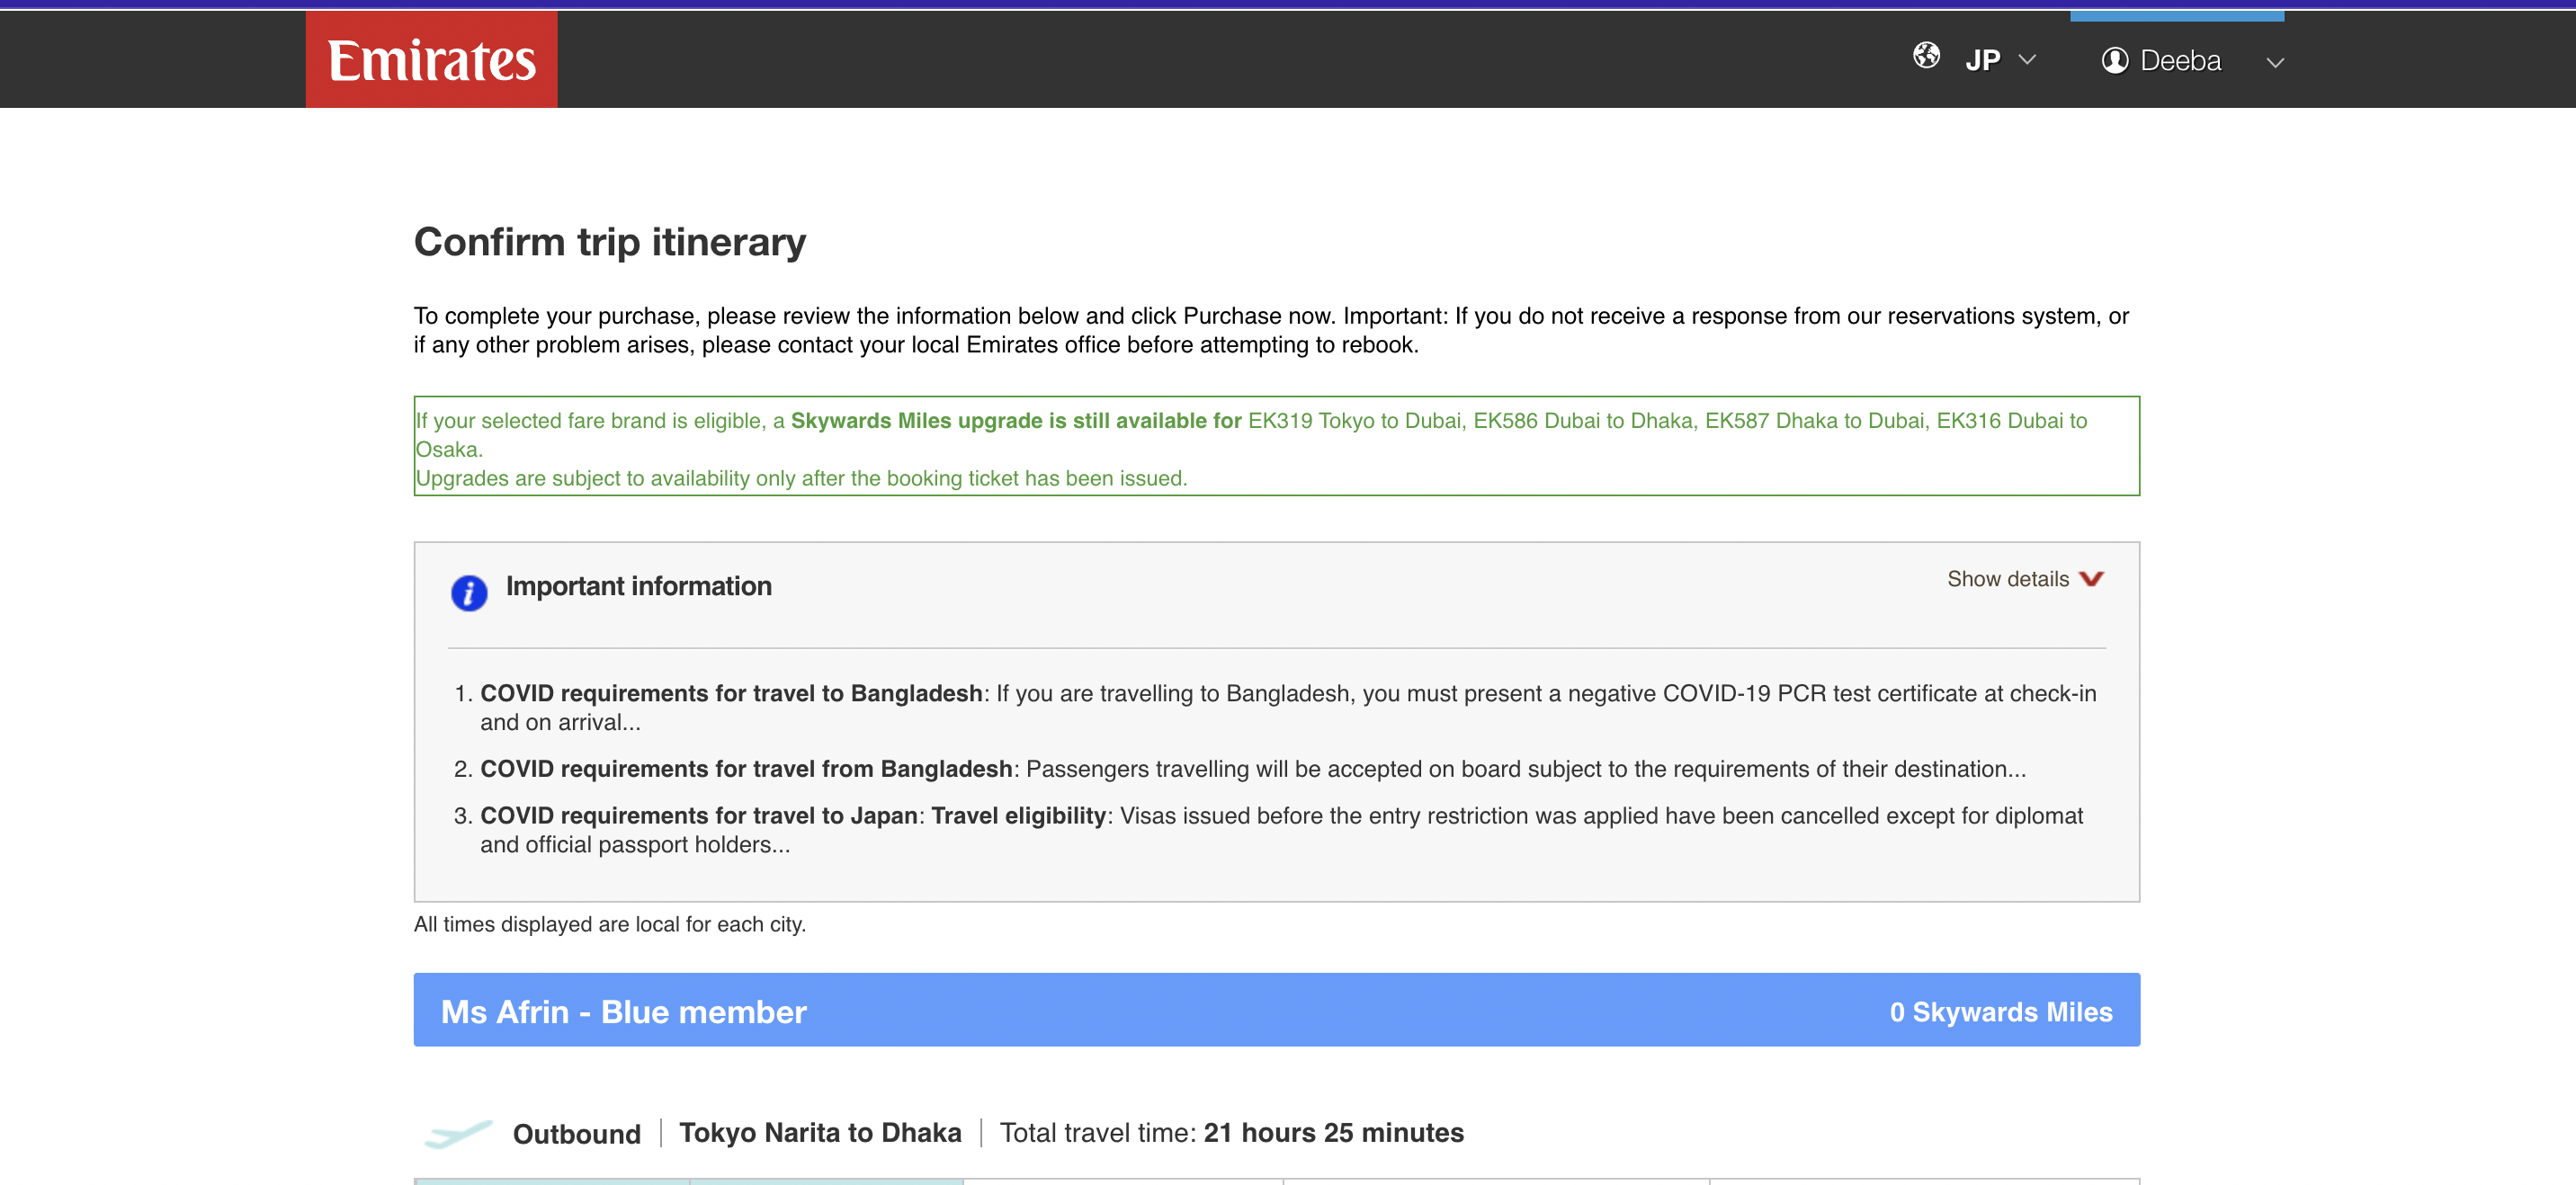 Emirates
JP
Deeba
Confirm trip itinerary
To complete your purchase, please review the information below and click Purchase now. Important: If you do not receive a response from our reservations system, or
if any other problem arises, please contact your local Emirates office before attempting to rebook.
If your selected fare brand is eligible, a Skywards Miles upgrade is still available for EK319 Tokyo to Dubai, EK586 Dubai to Dhaka, EK587 Dhaka to Dubai, EK316 Dubai to
Osaka.
Upgrades are subject to availability only after the booking ticket has been issued.
Important information
Show details
1. COVID requirements for travel to Bangladesh: If you are travelling to Bangladesh, you must present a negative COVID-19 PCR test certificate at check-in
and on arrival...
2. COVID requirements for travel from Bangladesh: Passengers travelling will be accepted on board subject to the requirements of their destination...
3. COVID requirements for travel to Japan: Travel eligibility: Visas issued before the entry restriction was applied have been cancelled except for diplomat
and official passport holders...
All times displayed are local for each city.
Ms Afrin - Blue member
0 Skywards Miles
Outbound | Tokyo Narita to Dhaka | Total travel time: 21 hours 25 minutes